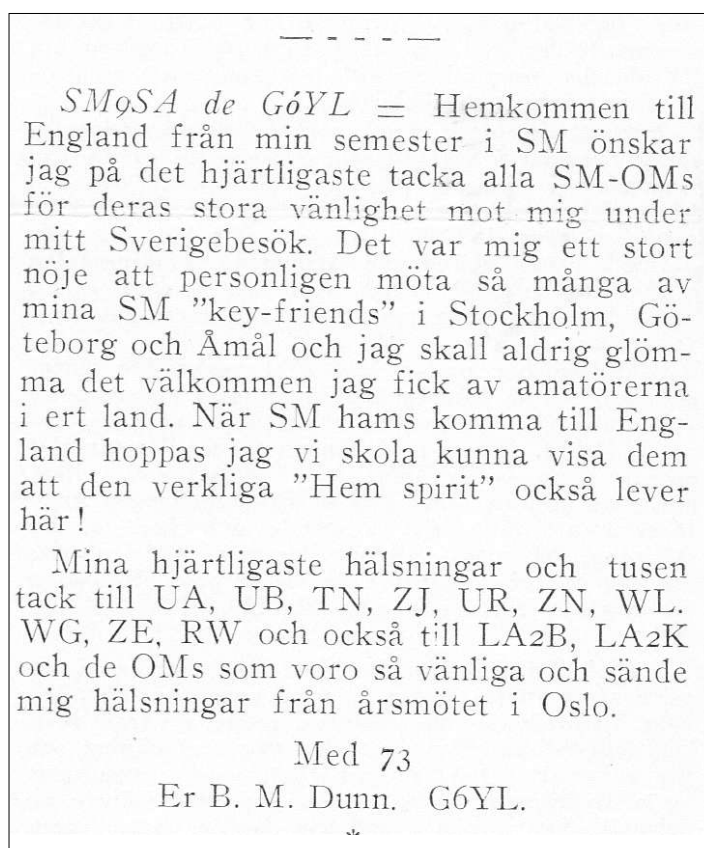 — - - - —
SM9SA de G6YL = Hemkommen till
England från min semester i SM önskar
jag på det hjärtligaste tacka alla SM-OMs
för deras stora vänlighet mot mig under
mitt Sverigebesök. Det var mig ett stort
nöje att personligen möta så många av
mina SM ”key-friends” i Stockholm, Gö-
teborg och Åmål och jag skall aldrig glöm-
ma det välkommen jag fick av amatörerna
i ert land. När SM hams komma till Eng-
land hoppas jag vi skola kunna visa dem
att den verkliga ”Hem spirit” också lever
här!
Mina hjärtligaste hälsningar och tusen
tack till UA, UB, TN, ZJ, UR, ZN, WL.
WG, ZE, RW och också till LA2B, LA2K
och de OMs som voro så vänliga och sände
mig hälsningar från årsmötet i Oslo.
Med 73
Er B. M. Dunn. G6YL.
*